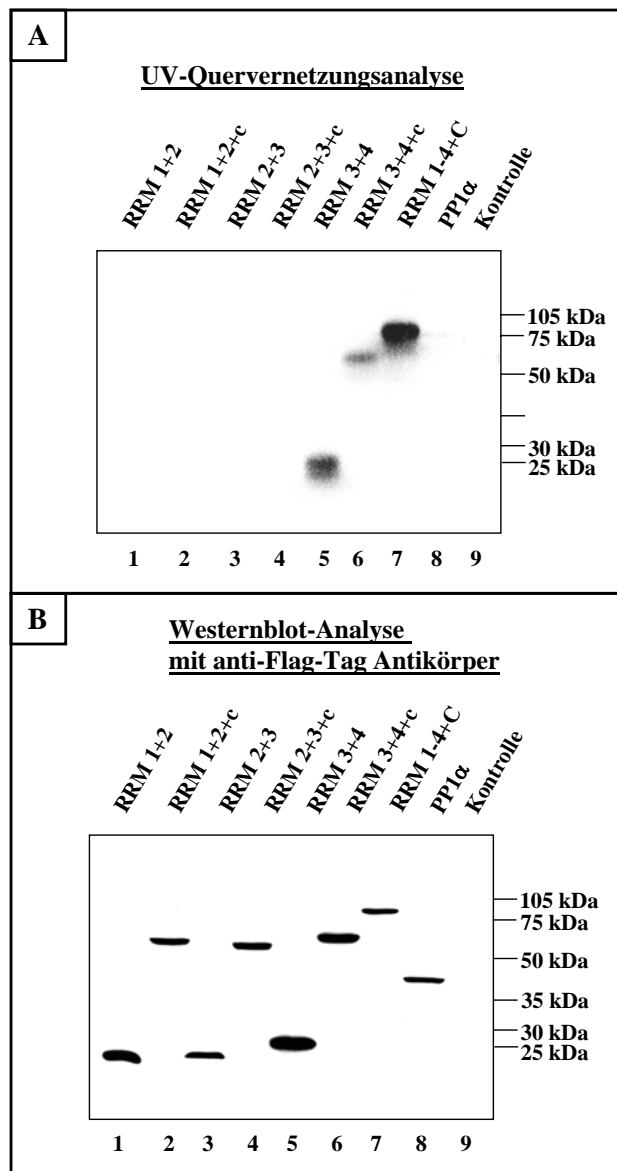 A
UV-Quervernetzungsanalyse
RRM 1+2
RRM 1+2+c
RRM 2+3
RRM 2+3+c
RRM 3+4
RRM 3+4+c
RRM 1-4+C
PP1α
Kontrolle
105 kDa
75 kDa
50 kDa
30 kDa
25 kDa
1 2 3 4 5 6 7 8 9
B
Westernblot-Analyse
mit anti-Flag-Tag Antikörper
RRM 1+2
RRM 1+2+c
RRM 2+3
RRM 2+3+c
RRM 3+4
RRM 3+4+c
RRM 1-4+C
PP1α
Kontrolle
105 kDa
75 kDa
50 kDa
35 kDa
30 kDa
25 kDa
1 2 3 4 5 6 7 8 9